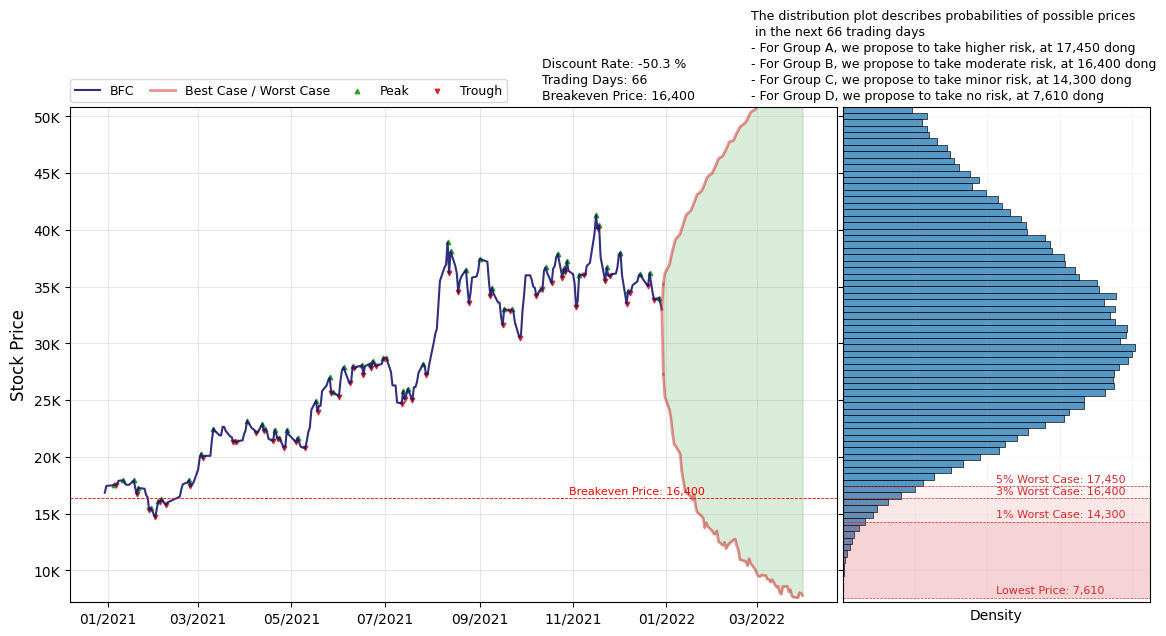 The distribution plot describes probabilities of possible prices
in the next 66 trading days
- For Group A, we propose to take higher risk, at 17,450 dong
- For Group B, we propose to take moderate risk, at 16,400 dong
- For Group C, we propose to take minor risk, at 14,300 dong
- For Group D, we propose to take no risk, at 7,610 dong
Discount Rate: -50.3 %
Trading Days: 66
Breakeven Price: 16,400
BFC
Best Case / Worst Case
Peak
Trough
Stock Price
50K
45K
40K
35K
30K
25K
20K
15K
10K
Breakeven Price: 16,400
5% Worst Case: 17,450
3% Worst Case: 16,400
1% Worst Case: 14,300
Lowest Price: 7,610
01/2021
03/2021
05/2021
07/2021
09/2021
11/2021
01/2022
03/2022
Density